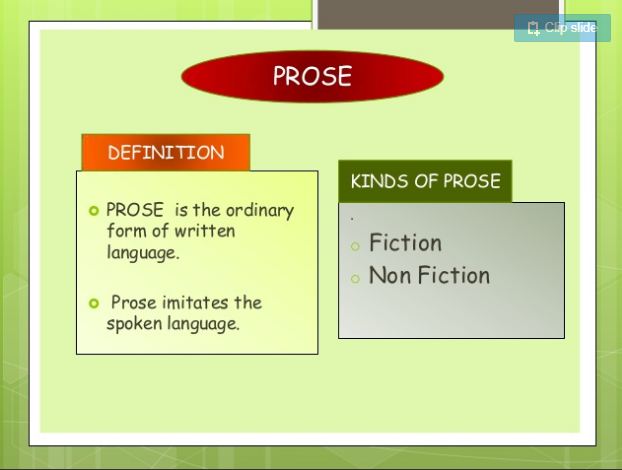 Clip slide
PROSE
DEFINITION
PROSE is the ordinary
form of written
language.
Prose imitates the
spoken language.
KINDS OF PROSE
.
Fiction
Non Fiction